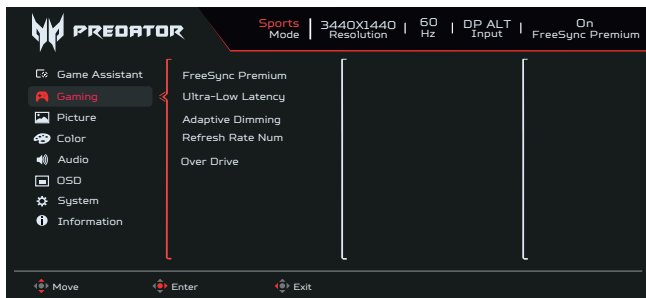 PREDATOR
Sports Mode
3440X1440 Resolution
60 Hz
DP ALT Input
On FreeSync Premium
Game Assistant
Gaming
Picture
Color
Audio
OSD
System
Information
FreeSync Premium
Ultra-Low Latency
Adaptive Dimming
Refresh Rate Num
Over Drive
Move
Enter
Exit